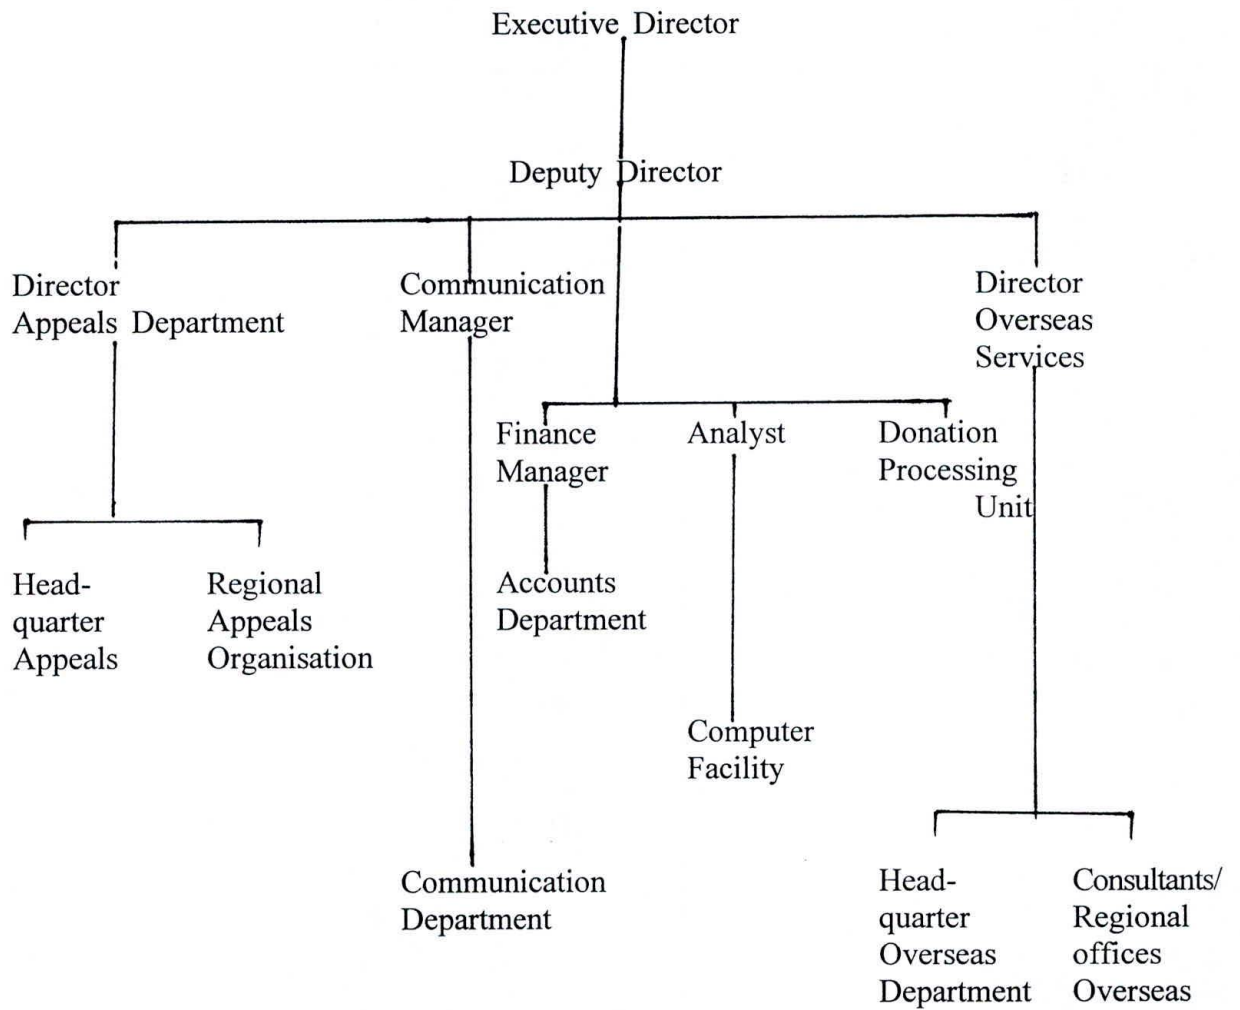 Executive Director
Deputy Director
Director
Appeals Department
Communication
Manager
Director
Overseas
Services
Finance
Manager
Analyst
Donation
Processing
Unit
Head-
quarter
Appeals
Regional
Appeals
Organisation
Accounts
Department
Computer
Facility
Communication
Department
Head-
quarter
Overseas
Department
Consultants/
Regional
offices
Overseas